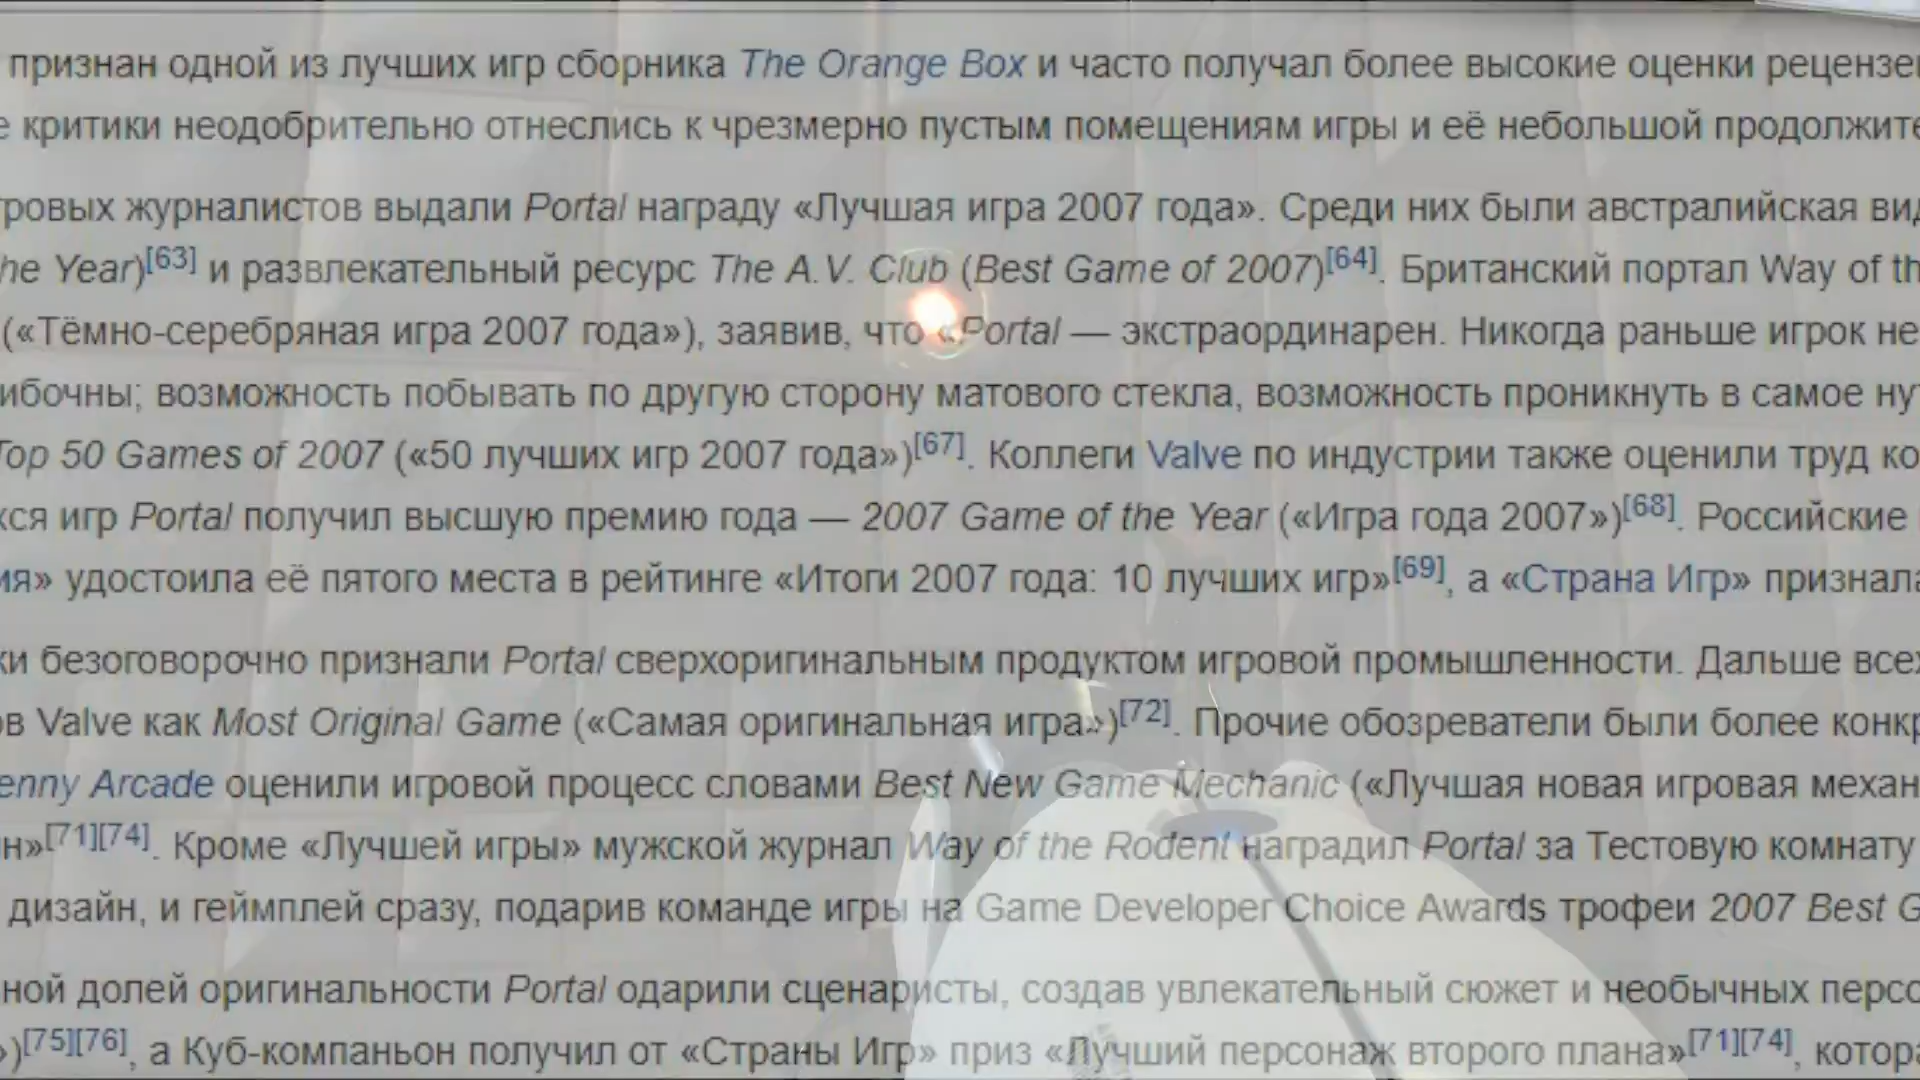 признан одной из лучших игр сборника The Orange Box и часто получал более высокие оценки
критики неодобрительно отнеслись к чрезмерно пустым помещениям игры и её небольшой
журналистов выдали Portal награду «Лучшая игра 2007 года». Среди них были австралийская
he Year)[63] и развлекательный ресурс The A.V. Club (Best Game of 2007)[64]. Британский портал Way of th
(«Тёмно-серебряная игра 2007 года»), заявив, что «Portal — экстраординарен. Никогда раньше игрок не
ибочны; возможность побывать по другую сторону матового стекла, возможность проникнуть в самое
Top 50 Games of 2007 («50 лучших игр 2007 года»)[67]. Коллеги Valve по индустрии также оценили труд ко
хся игр Portal получил высшую премию года — 2007 Game of the Year («Игра года 2007»)[68]. Российские
ия» удостоила её пятого места в рейтинге «Итоги 2007 года: 10 лучших игр»[69], а «Страна Игр» признала
ки безоговорочно признали Portal сверхоригинальным продуктом игровой промышленности. Дальше всех
ов Valve как Most Original Game («Самая оригинальная игра»)[72]. Прочие обозреватели были более конкр
enny Arcade оценили игровой процесс словами Best New Game Mechanic («Лучшая новая игровая механ
н»[71][74]. Кроме «Лучшей игры» мужской журнал Way of the Rodent наградил Portal за Тестовую комнату
дизайн, и геймплей сразу, подарив команде игры на Game Developer Choice Awards трофеи 2007 Best G
ной долей оригинальности Portal одарили сценаристы, создав увлекательный сюжет и необычных персо
»)[75][76], а Куб-компаньон получил от «Страны Игр» приз «Лучший персонаж второго плана»[71][74], котора